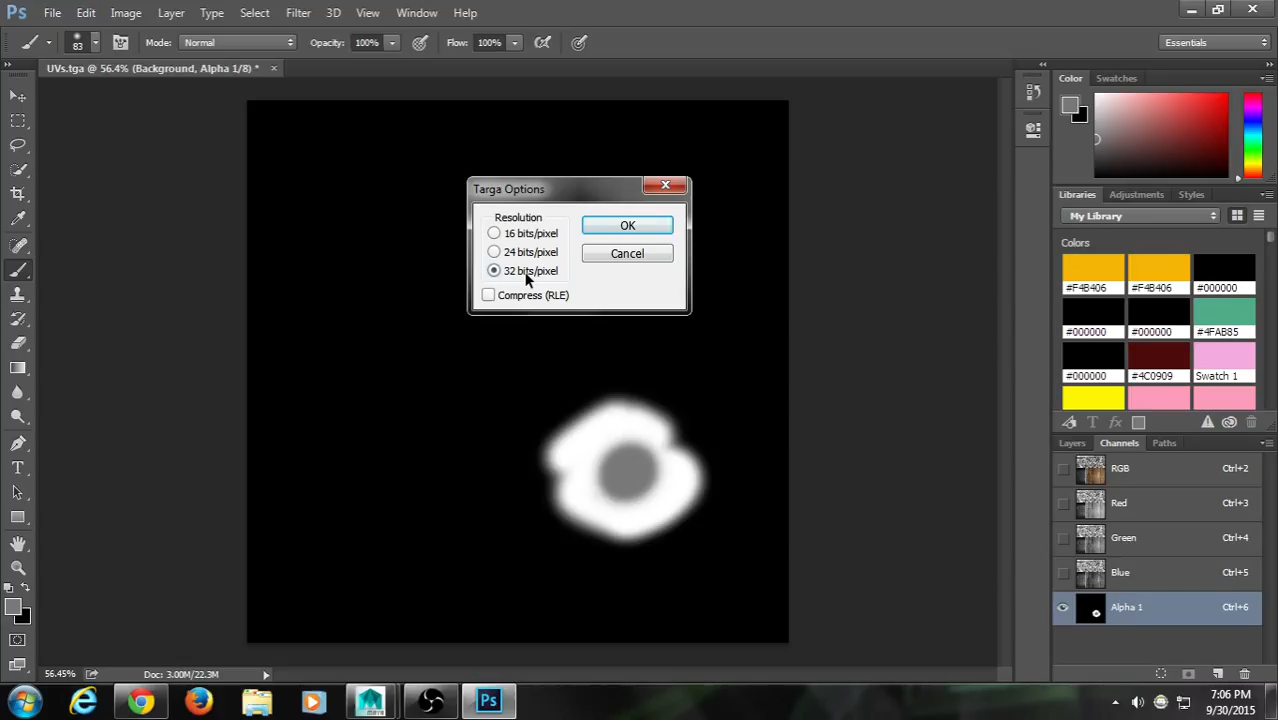 Ps File Edit Image Layer Type Select Filter 3D View Window Help
83 Mode: Normal Opacity: 100% Flow: 100% Essentials
UVs.tga @ 56.4% (Background, Alpha 1/8) *
Color Swatches
Targa Options
Resolution
16 bits/pixel
24 bits/pixel
32 bits/pixel
Compress (RLE)
OK
Cancel
Libraries Adjustments Styles
My Library
Colors
#F4B406 #F4B406 #000000
#000000 #000000 #4FAB85
#000000 #4C0909 Swatch 1
Layers Channels Paths
RGB Ctrl+2
Red Ctrl+3
Green Ctrl+4
Blue Ctrl+5
Alpha 1 Ctrl+6
56.45% Doc: 3.00M/22.3M
Ps
7:06 PM
9/30/2015